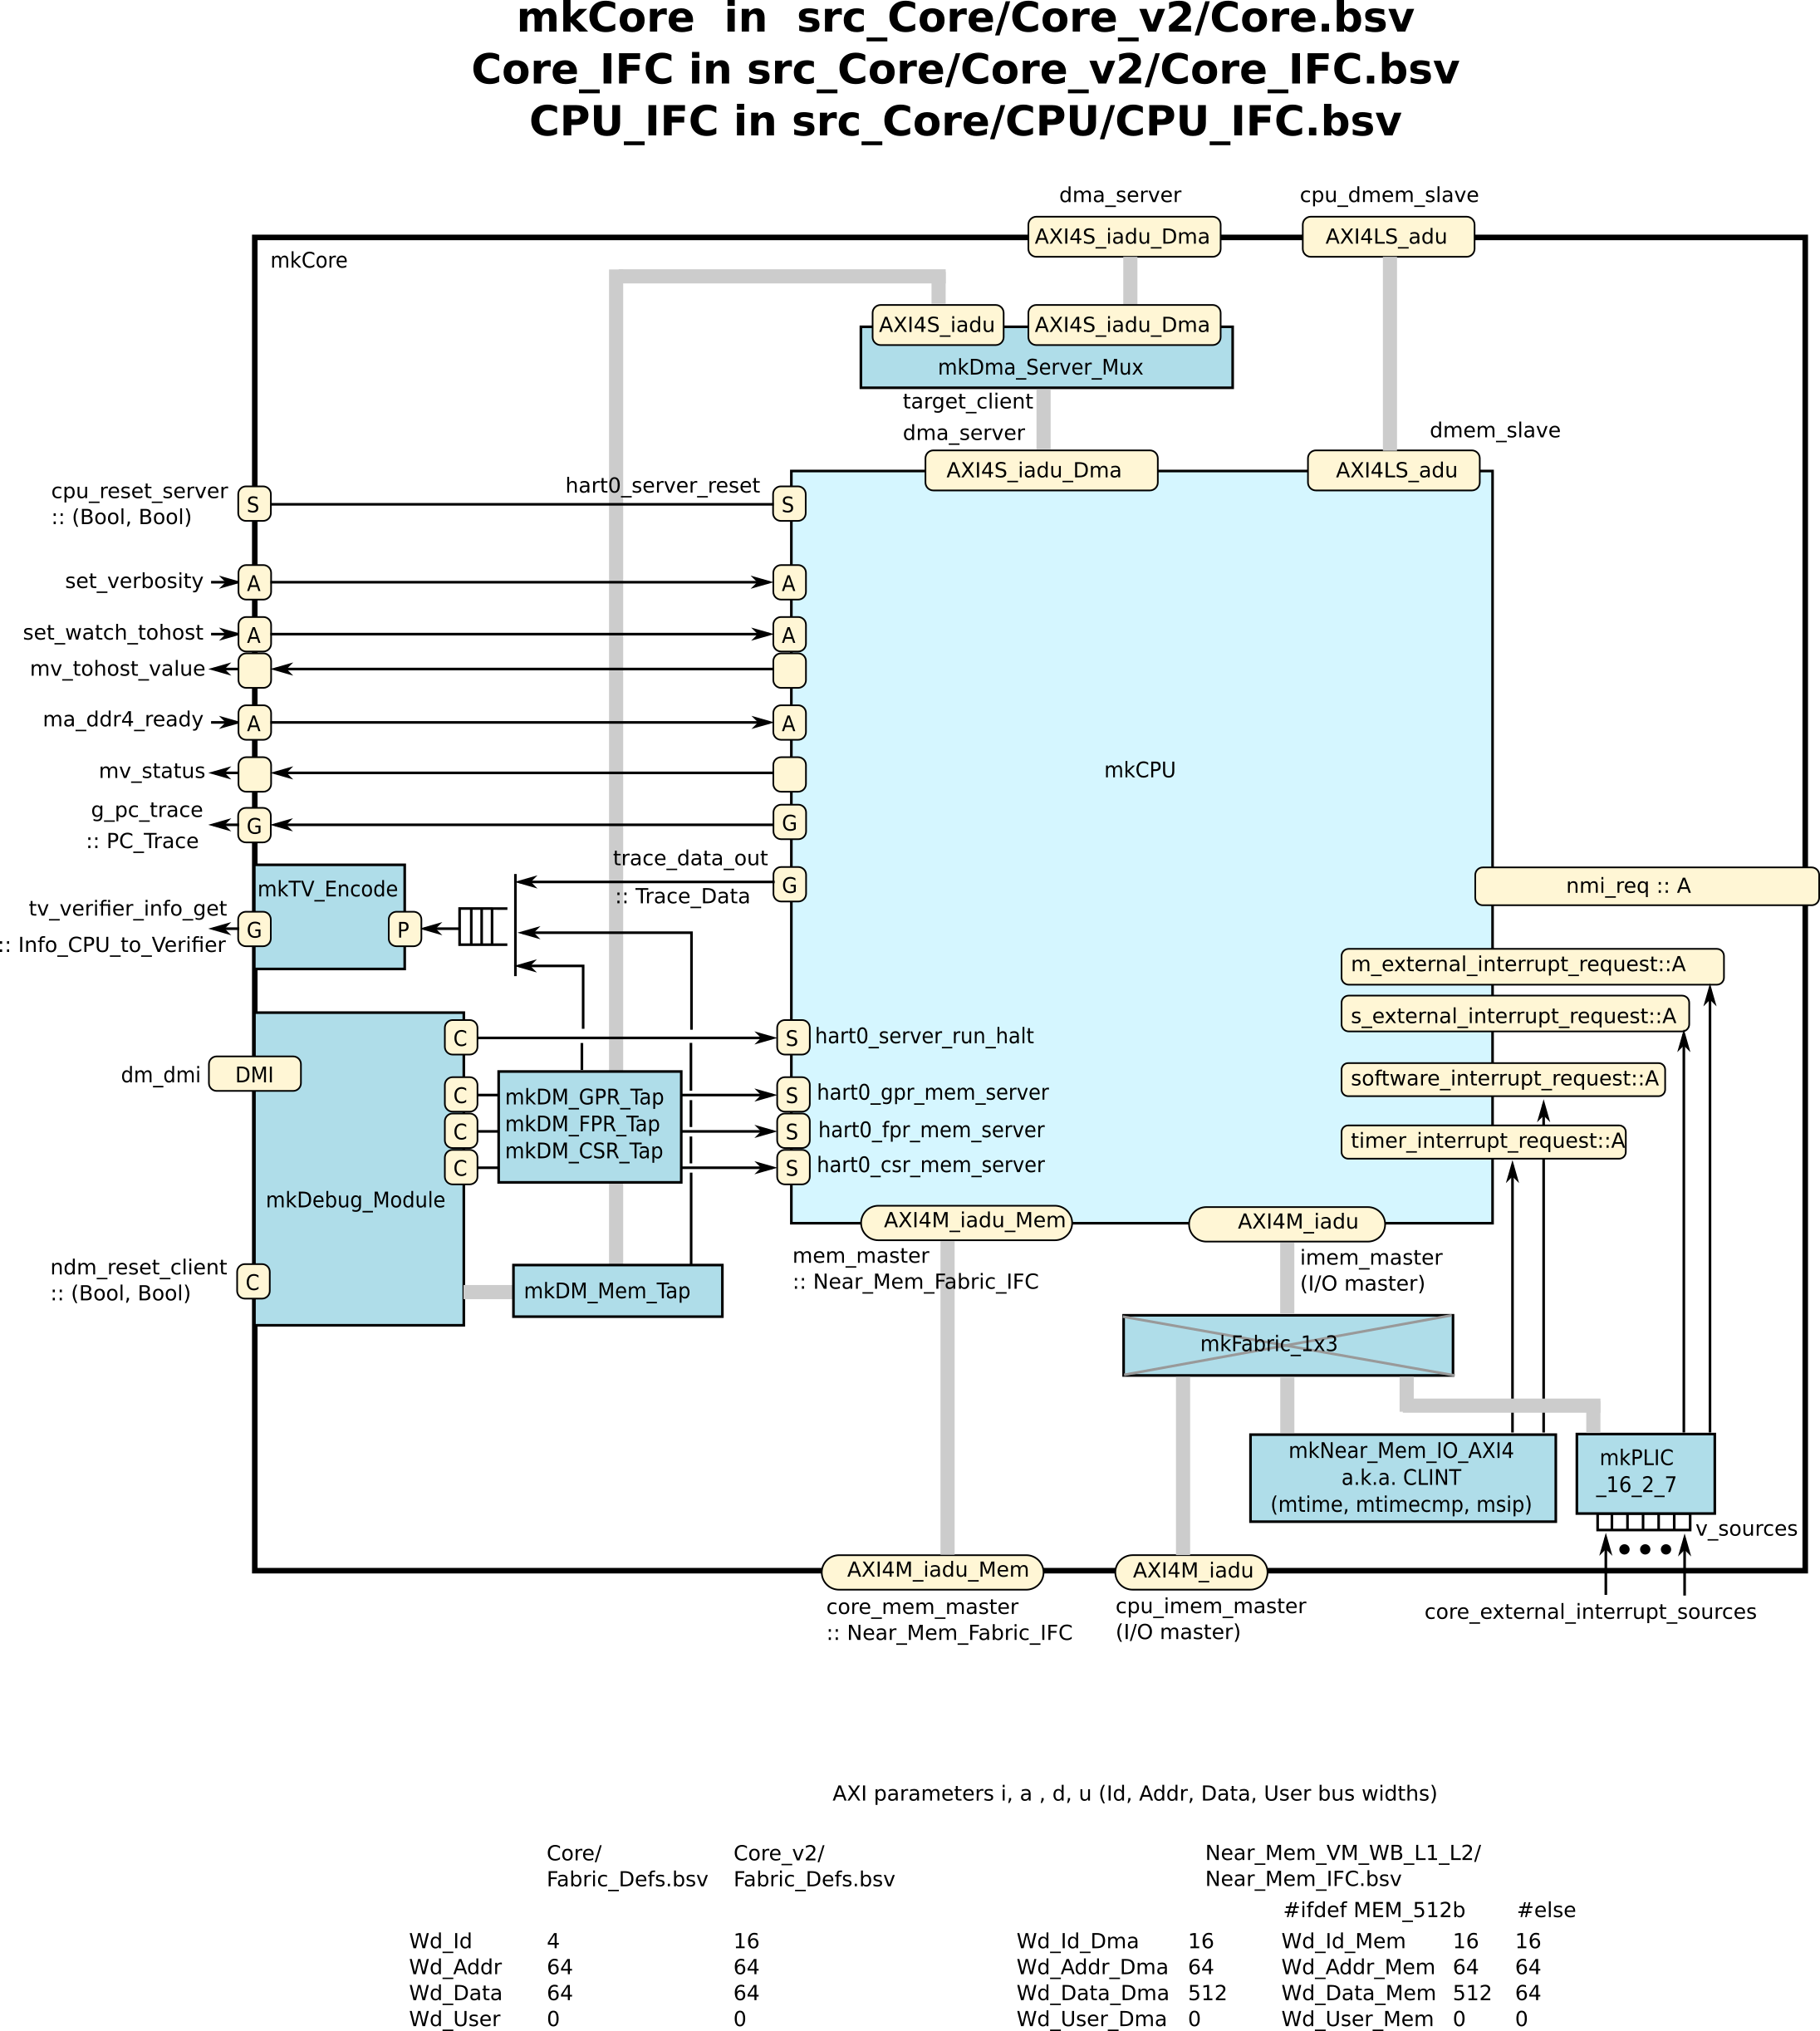 mkCore in src_Core/Core_v2/Core.bsv
Core_IFC in src_Core/Core_v2/Core_IFC.bsv
CPU_IFC in src_Core/CPU/CPU_IFC.bsv
dma_server
cpu_dmem_slave
AXI4S_iadu_Dma
AXI4LS_adu
mkCore
AXI4S_iadu
AXI4S_iadu_Dma
mkDma_Server_Mux
target_client
dma_server
dmem_slave
AXI4S_iadu_Dma
AXI4LS_adu
cpu_reset_server
:: (Bool, Bool)
S
hart0_server_reset
S
set_verbosity
A
A
set_watch_tohost
A
A
mv_tohost_value
ma_ddr4_ready
A
A
mv_status
mkCPU
g_pc_trace
:: PC_Trace
G
G
trace_data_out
:: Trace_Data
G
mkTV_Encode
nmi_req :: A
tv_verifier_info_get
:: Info_CPU_to_Verifier
G
P
m_external_interrupt_request::A
s_external_interrupt_request::A
software_interrupt_request::A
timer_interrupt_request::A
C
S
hart0_server_run_halt
dm_dmi
DMI
C
C
C
mkDM_GPR_Tap
mkDM_FPR_Tap
mkDM_CSR_Tap
S
hart0_gpr_mem_server
S
hart0_fpr_mem_server
S
hart0_csr_mem_server
mkDebug_Module
AXI4M_iadu_Mem
AXI4M_iadu
mem_master
:: Near_Mem_Fabric_IFC
imem_master
(I/O master)
ndm_reset_client
:: (Bool, Bool)
C
mkDM_Mem_Tap
mkFabric_1x3
mkNear_Mem_IO_AXI4
a.k.a. CLINT
(mtime, mtimecmp, msip)
mkPLIC
_16_2_7
v_sources
AXI4M_iadu_Mem
AXI4M_iadu
core_mem_master
:: Near_Mem_Fabric_IFC
cpu_imem_master
(I/O master)
core_external_interrupt_sources
AXI parameters i, a , d, u (Id, Addr, Data, User bus widths)
Core/
Fabric_Defs.bsv
Core_v2/
Fabric_Defs.bsv
Near_Mem_VM_WB_L1_L2/
Near_Mem_IFC.bsv
#ifdef MEM_512b #else
Wd_Id 4 16 Wd_Id_Dma 16 Wd_Id_Mem 16 16
Wd_Addr 64 64 Wd_Addr_Dma 64 Wd_Addr_Mem 64 64
Wd_Data 64 64 Wd_Data_Dma 512 Wd_Data_Mem 512 64
Wd_User 0 0 Wd_User_Dma 0 Wd_User_Mem 0 0